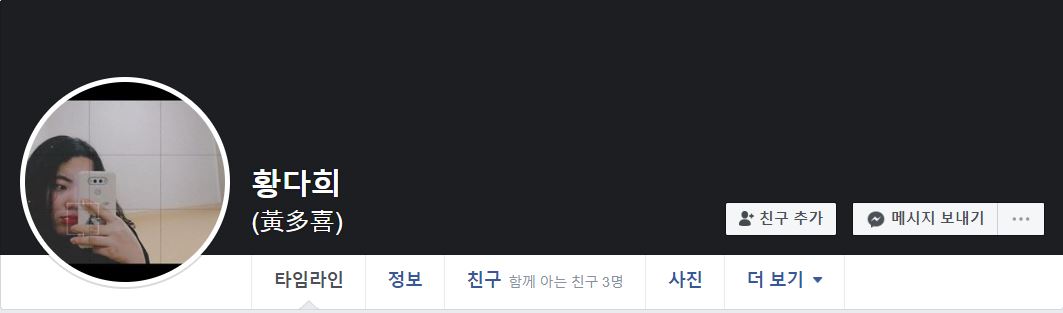 황다희
(黃多喜)
친구 추가
메시지 보내기
타임라인 정보 친구 함께 아는 친구 3명 사진 더 보기